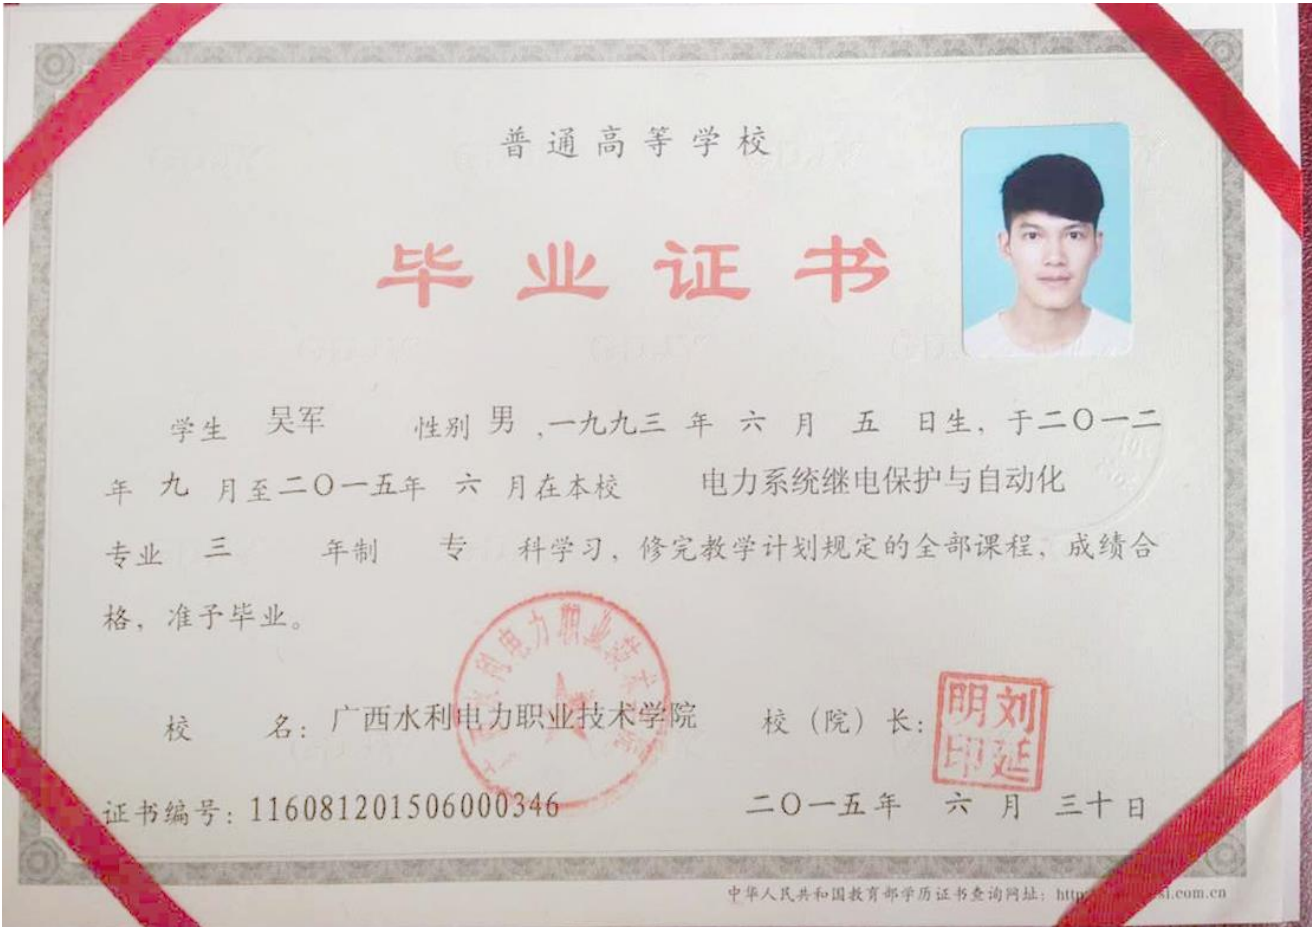 普通高等学校
毕业证书
学生 吴军 性别 男 ,一九九三 年 六 月 五 日生, 于二〇一二
年 九 月至二〇一五年 六 月在本校 电力系统继电保护与自动化
专业 三 年制 专 科学习, 修完教学计划规定的全部课程, 成绩合
格, 准予毕业。
校 名: 广西水利电力职业技术学院 校 (院) 长: 刘延明印
证书编号: 116081201506000346 二〇一五年 六 月 三十日
中华人民共和国教育部学历证书查询网址: http
si.com.cn